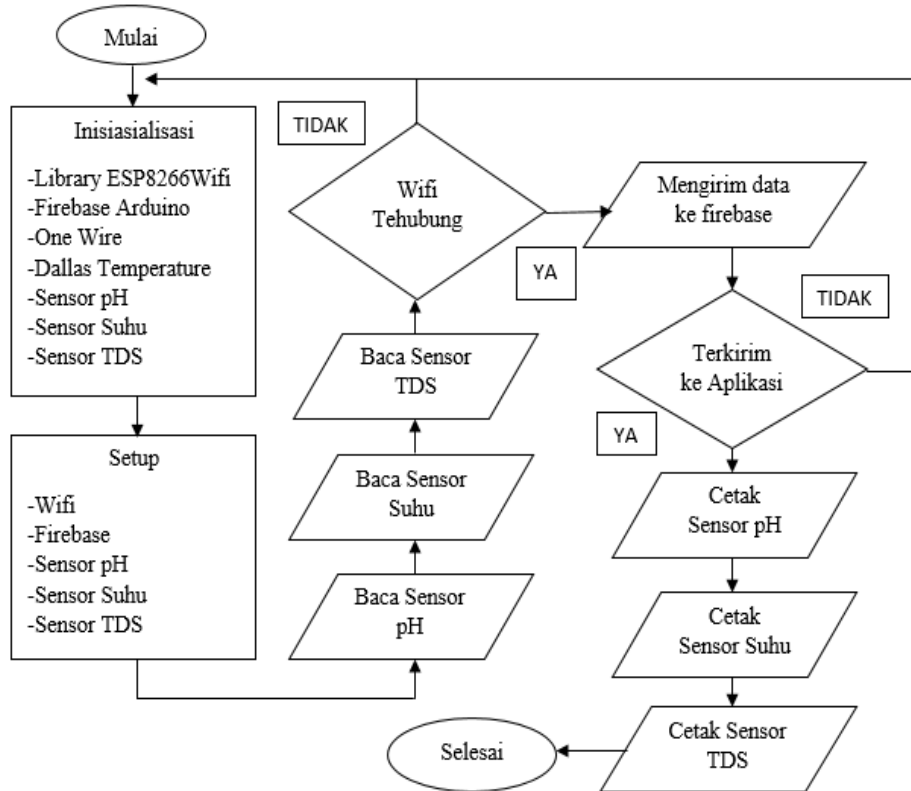 Mulai
Inisiasialisasi
-Library ESP8266Wifi
-Firebase Arduino
-One Wire
-Dallas Temperature
-Sensor pH
-Sensor Suhu
-Sensor TDS
Setup
-Wifi
-Firebase
-Sensor pH
-Sensor Suhu
-Sensor TDS
Baca Sensor
pH
Baca Sensor
Suhu
Baca Sensor
TDS
Wifi
Tehubung
TIDAK
YA
Mengirim data
ke firebase
Terkirim
ke Aplikasi
TIDAK
YA
Cetak
Sensor pH
Cetak
Sensor Suhu
Cetak Sensor
TDS
Selesai